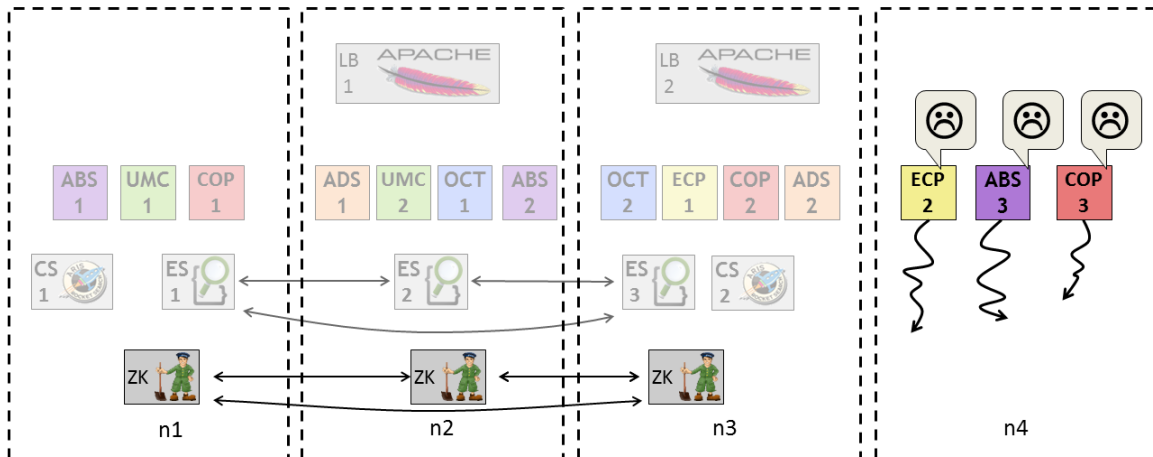 LB
1
APACHE
LB
2
APACHE
ABS
1
UMC
1
COP
1
ADS
1
UMC
2
OCT
1
ABS
2
OCT
2
ECP
1
COP
2
ADS
2
ECP
2
ABS
3
COP
3
CS
1
ES
1
ES
2
ES
3
CS
2
ZK
ZK
ZK
n1
n2
n3
n4